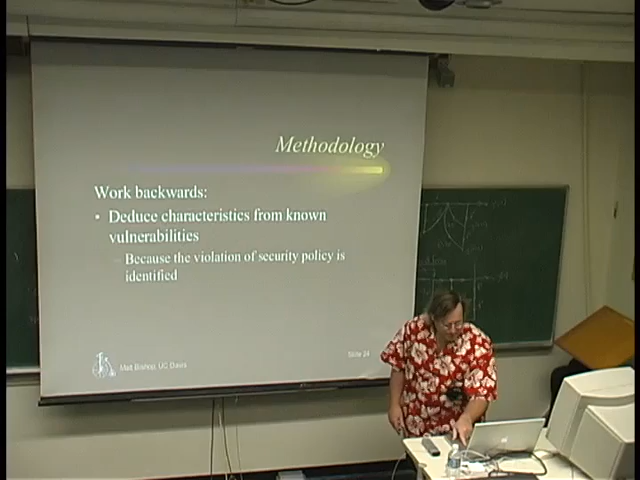 Methodology
Work backwards:
• Deduce characteristics from known
vulnerabilities
– Because the violation of security policy is
identified
Matt Bishop, UC Davis
Slide 24